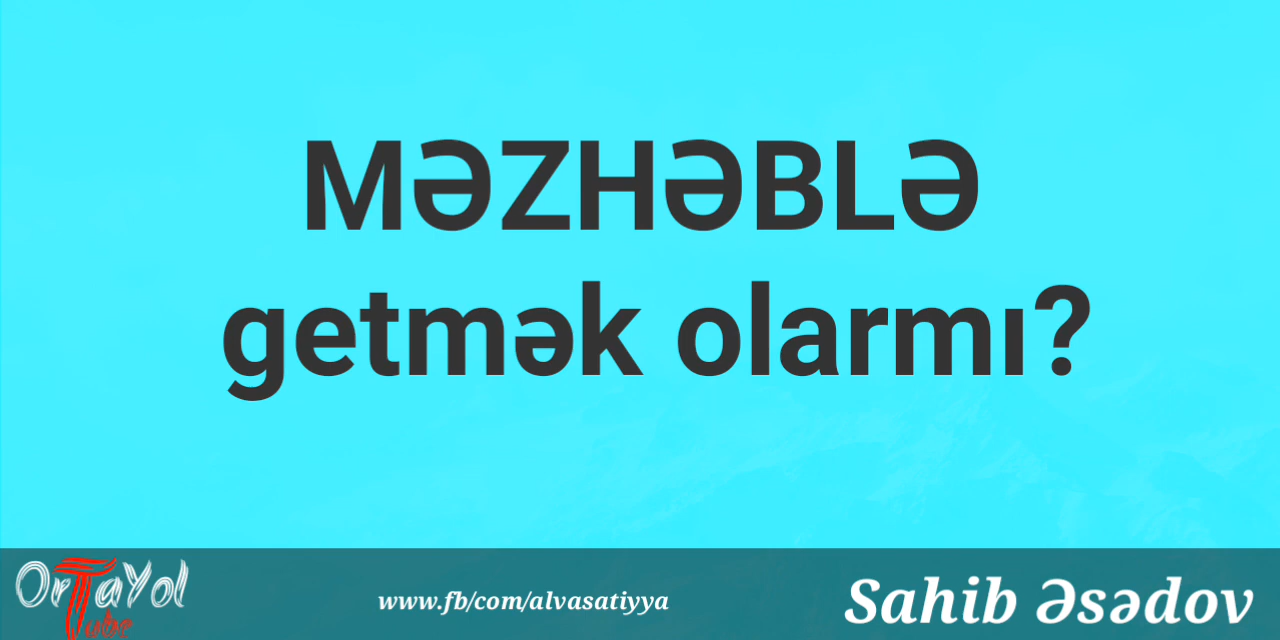 MƏZHƏBLƏ
getmək olarmı?
OrTaYol
Tube
www.fb/com/alvasatiyya
Sahib Əsədov